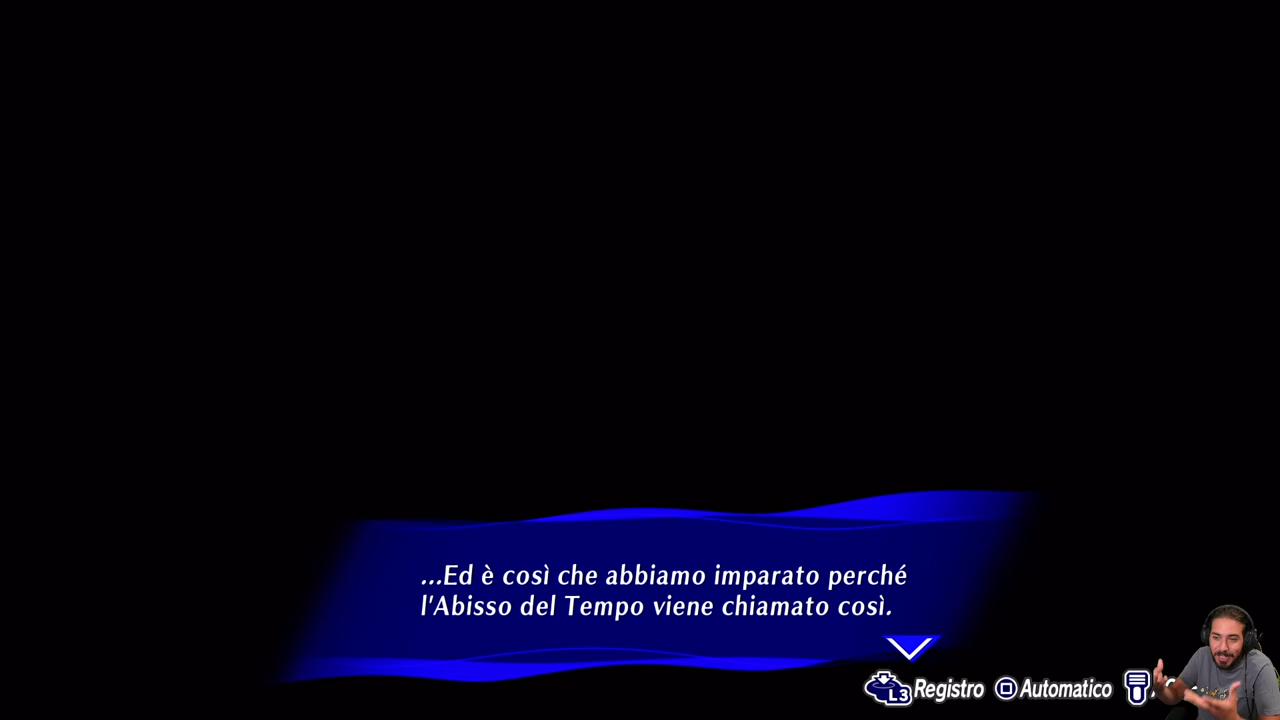 ...Ed è così che abbiamo imparato perché
l'Abisso del Tempo viene chiamato così.
L3 Registro Automatico